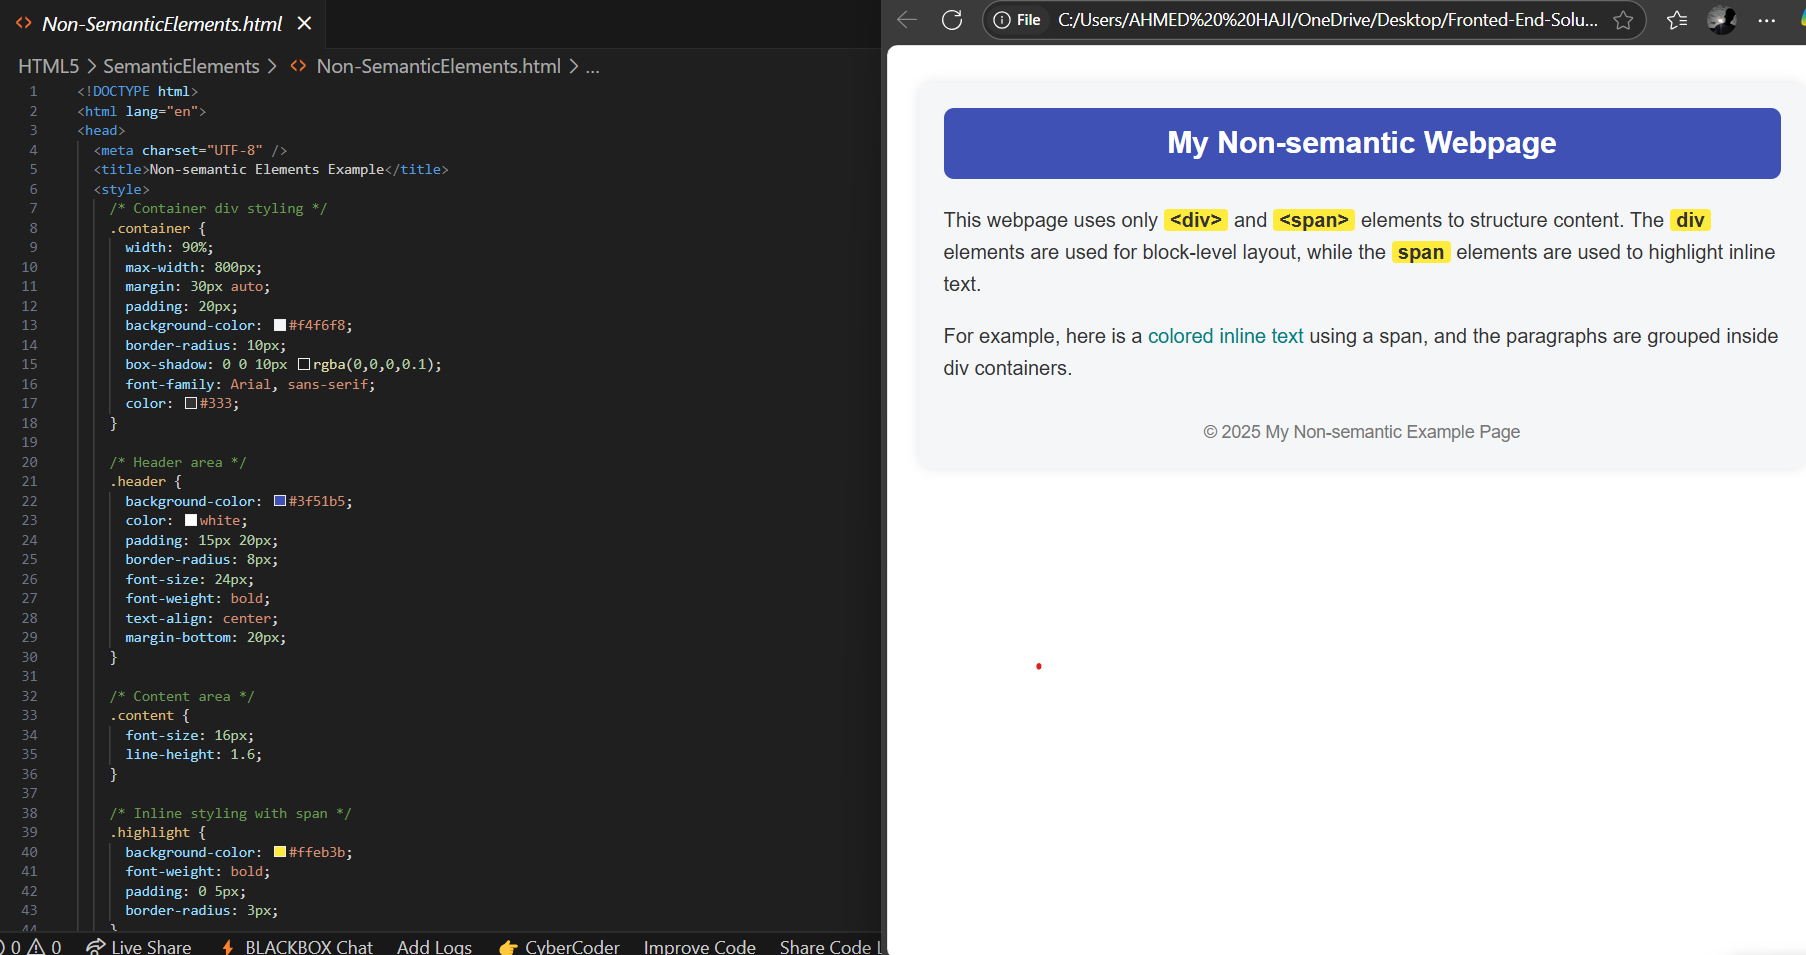 Non-SemanticElements.html
HTML5 > SemanticElements > Non-SemanticElements.html > ...
1 <!DOCTYPE html>
2 <html lang="en">
3 <head>
4 <meta charset="UTF-8" />
5 <title>Non-semantic Elements Example</title>
6 <style>
7 /* Container div styling */
8 .container {
9 width: 90%;
10 max-width: 800px;
11 margin: 30px auto;
12 padding: 20px;
13 background-color: #f4f6f8;
14 border-radius: 10px;
15 box-shadow: 0 0 10px rgba(0,0,0,0.1);
16 font-family: Arial, sans-serif;
17 color: #333;
18 }
19
20 /* Header area */
21 .header {
22 background-color: #3f51b5;
23 color: white;
24 padding: 15px 20px;
25 border-radius: 8px;
26 font-size: 24px;
27 font-weight: bold;
28 text-align: center;
29 margin-bottom: 20px;
30 }
31
32 /* Content area */
33 .content {
34 font-size: 16px;
35 line-height: 1.6;
36 }
37
38 /* Inline styling with span */
39 .highlight {
40 background-color: #ffeb3b;
41 font-weight: bold;
42 padding: 0 5px;
43 border-radius: 3px;
44 }
0 0 Live Share BLACKBOX Chat Add Logs CyberCoder Improve Code Share Code L
File C:/Users/AHMED%20%20HAJI/OneDrive/Desktop/Fronted-End-Solu...
My Non-semantic Webpage
This webpage uses only <div> and <span> elements to structure content. The div
elements are used for block-level layout, while the span elements are used to highlight inline
text.
For example, here is a colored inline text using a span, and the paragraphs are grouped inside
div containers.
© 2025 My Non-semantic Example Page